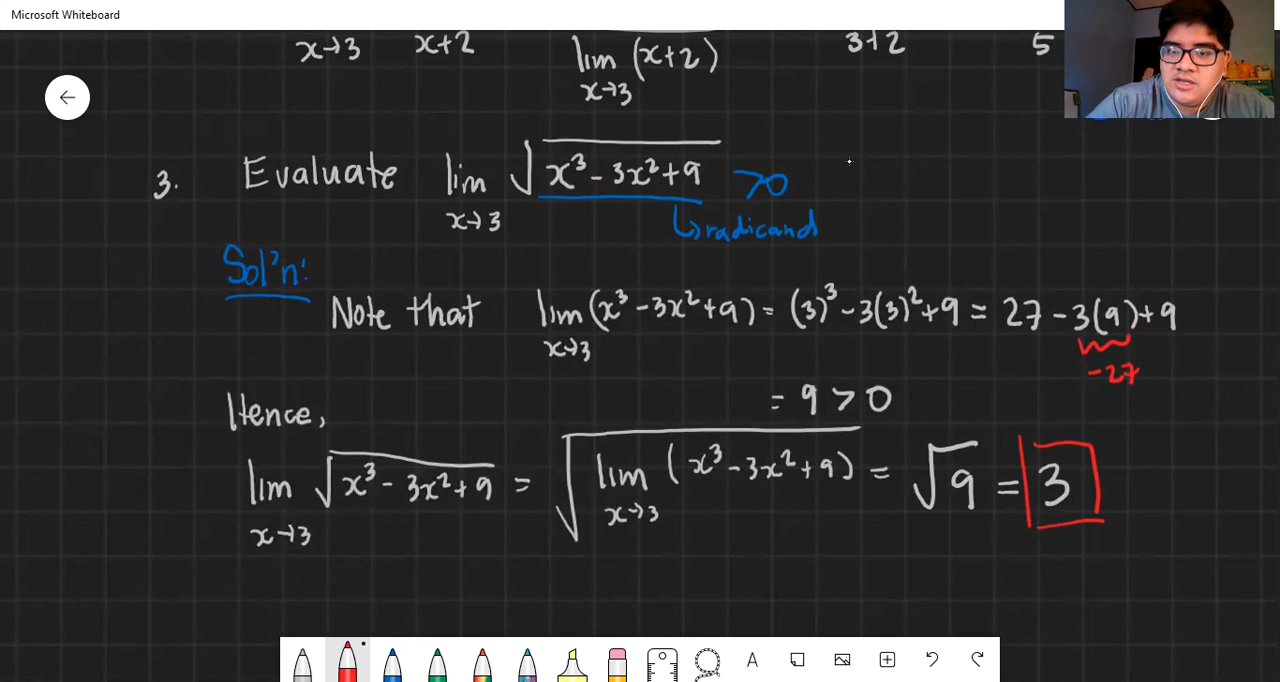 Microsoft Whiteboard
x→3 x+2 lim (x+2) 3+2 5
x→3
3. Evaluate lim √(x³ - 3x² + 9) >0
x→3
↳radicand
Sol'n:
Note that lim (x³ - 3x² + 9) = (3)³ - 3(3)² + 9 = 27 - 3(9) + 9
x→3
-27
= 9 > 0
Hence,
lim √(x³ - 3x² + 9) = √(lim (x³ - 3x² + 9)) = √9 = 3
x→3 x→3
A